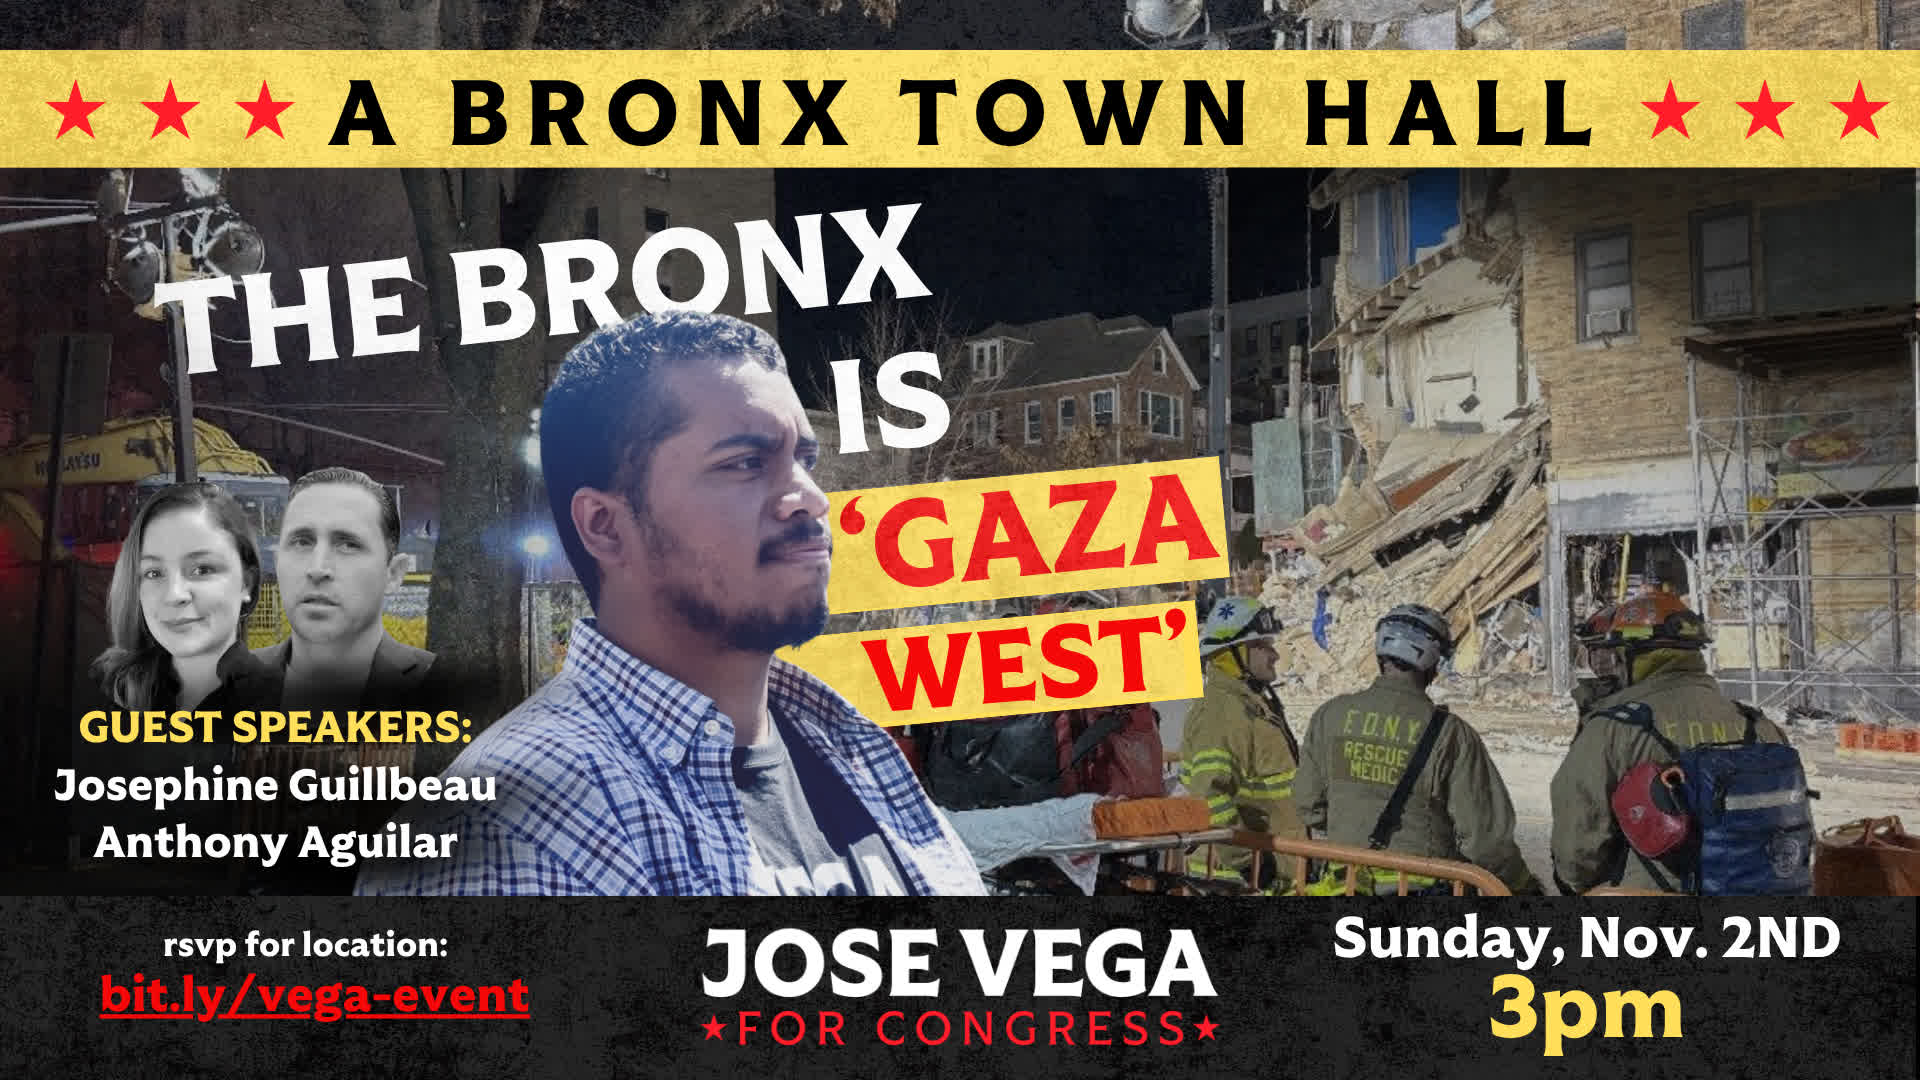 ★ ★ ★ A BRONX TOWN HALL ★ ★ ★
THE BRONX
IS
‘GAZA
WEST’
GUEST SPEAKERS:
Josephine Guillbeau
Anthony Aguilar
F.D.N.Y.
RESCUE
MEDIC
rsvp for location:
bit.ly/vega-event
JOSE VEGA
★FOR CONGRESS★
Sunday, Nov. 2ND
3pm